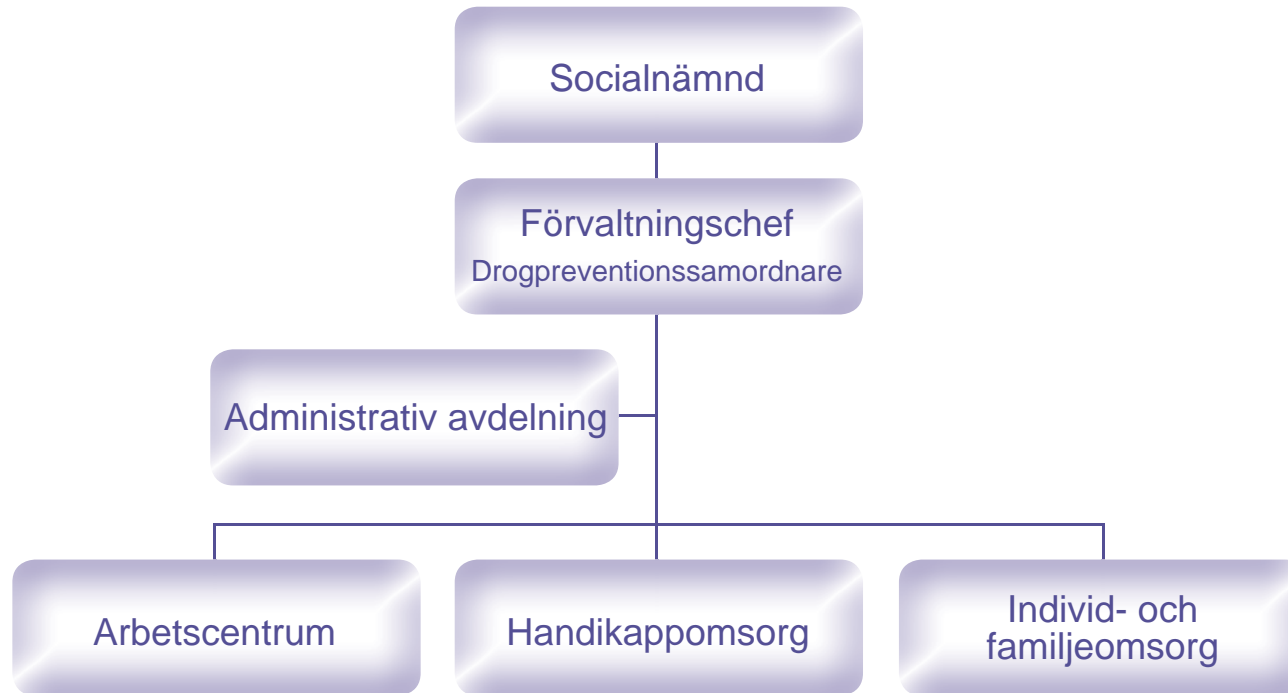 Socialnämnd
Förvaltningschef
Drogpreventionssamordnare
Administrativ avdelning
Arbetscentrum
Handikappomsorg
Individ- och
familjeomsorg